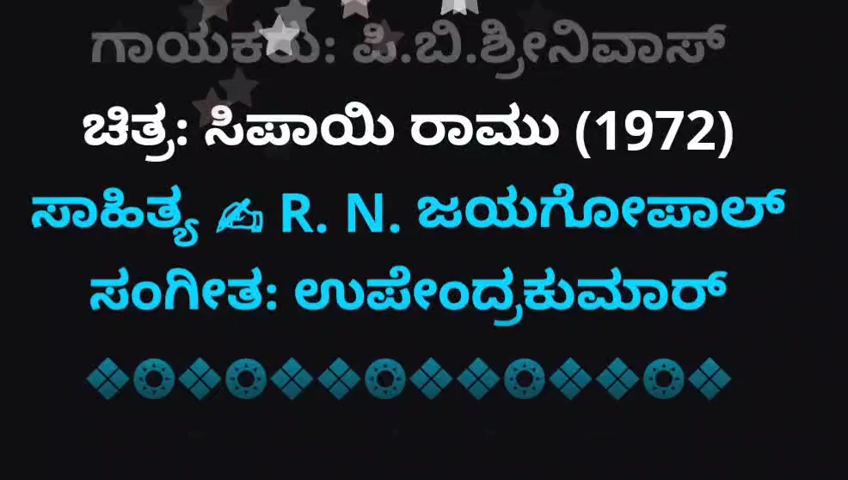 ಗಾಯಕರು: ಪಿ.ಬಿ.ಶ್ರೀನಿವಾಸ್
ಚಿತ್ರ: ಸಿಪಾಯಿ ರಾಮು (1972)
ಸಾಹಿತ್ಯ ✍ R. N. ಜಯಗೋಪಾಲ್
ಸಂಗೀತ: ಉಪೇಂದ್ರಕುಮಾರ್